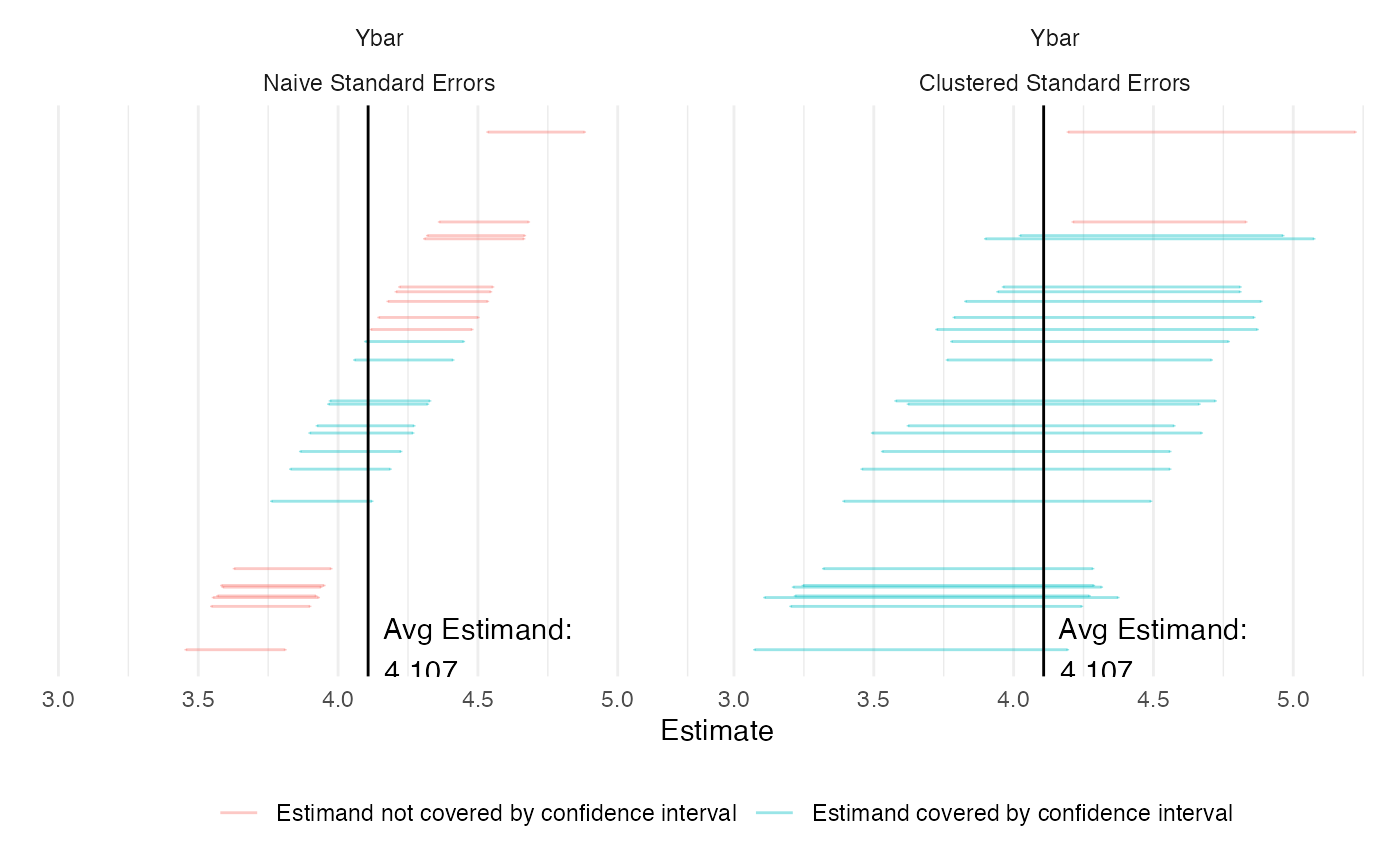 Ybar
Ybar
Naive Standard Errors
Clustered Standard Errors
Avg Estimand:
4.107
Avg Estimand:
4.107
3.0 3.5 4.0 4.5 5.0
3.0 3.5 4.0 4.5 5.0
Estimate
Estimand not covered by confidence interval
Estimand covered by confidence interval